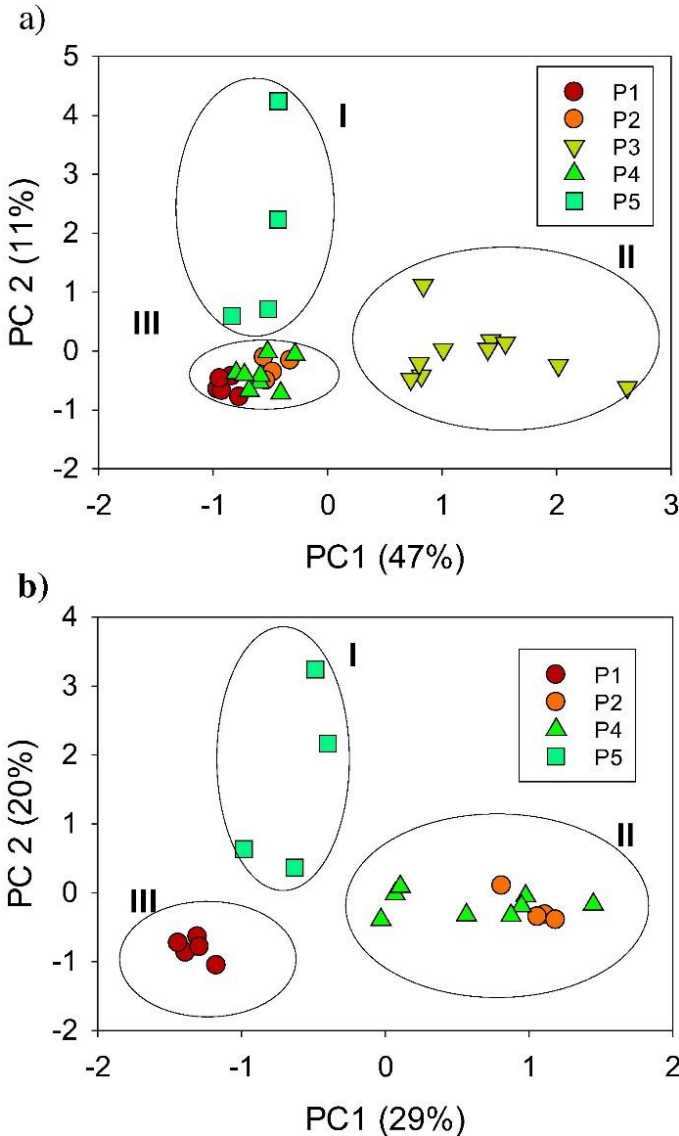 a)
5
4
3
2
1
0
-1
-2
PC 2 (11%)
I
II
III
P1
P2
P3
P4
P5
-2 -1 0 1 2 3
PC1 (47%)
b)
4
3
2
1
0
-1
-2
PC 2 (20%)
I
II
III
P1
P2
P4
P5
-2 -1 0 1 2
PC1 (29%)